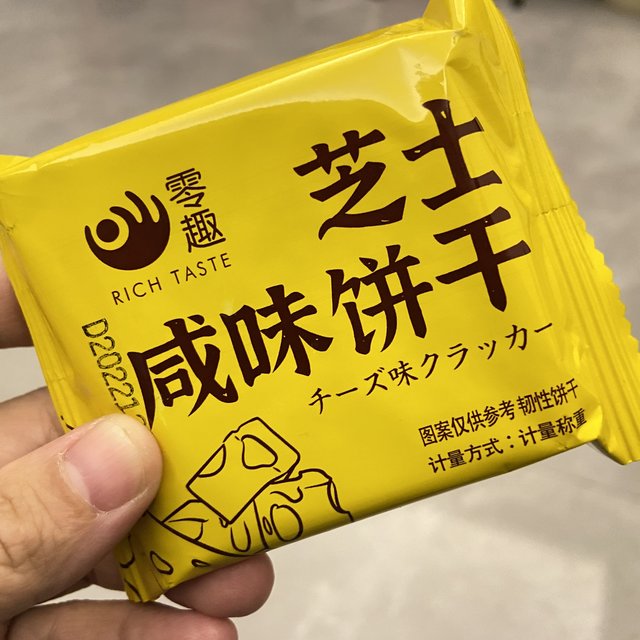 零趣
RICH TASTE
芝士
咸味饼干
チーズ味クラッカー
图案仅供参考 韧性饼干
计量方式：计量称重
D20221